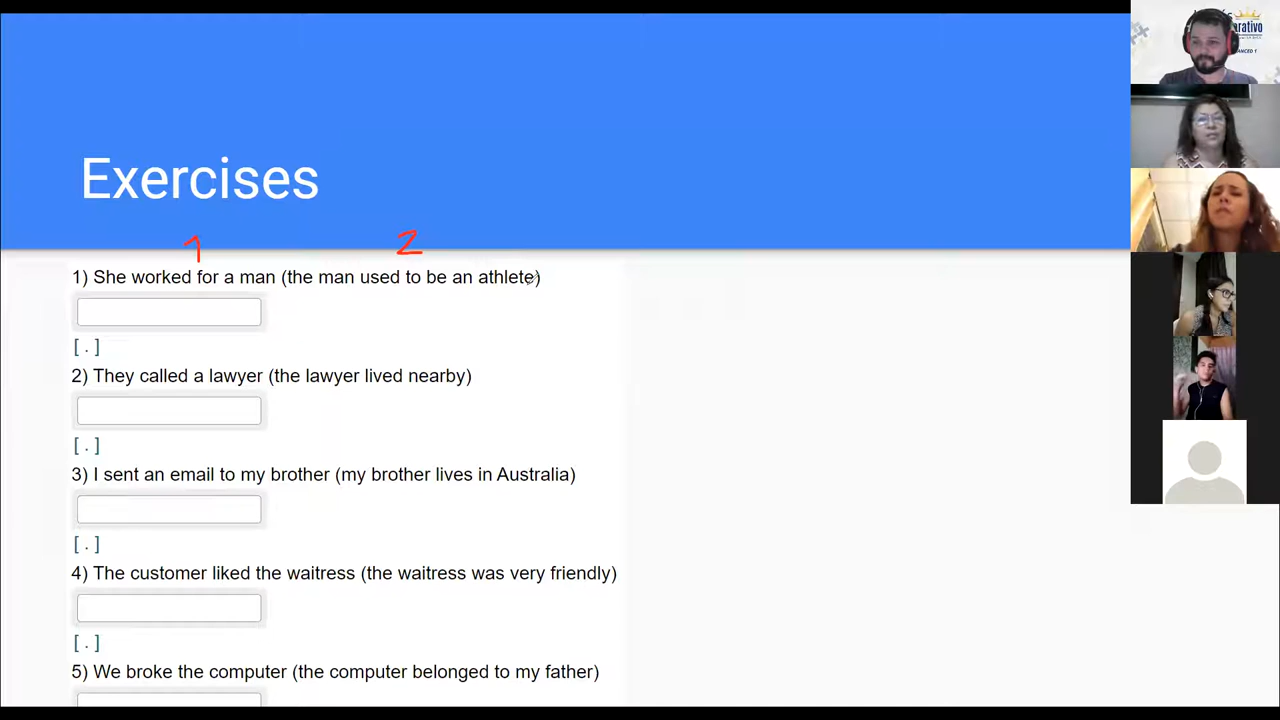 Exercises
1 2
1) She worked for a man (the man used to be an athlete)
[ . ]
2) They called a lawyer (the lawyer lived nearby)
[ . ]
3) I sent an email to my brother (my brother lives in Australia)
[ . ]
4) The customer liked the waitress (the waitress was very friendly)
[ . ]
5) We broke the computer (the computer belonged to my father)